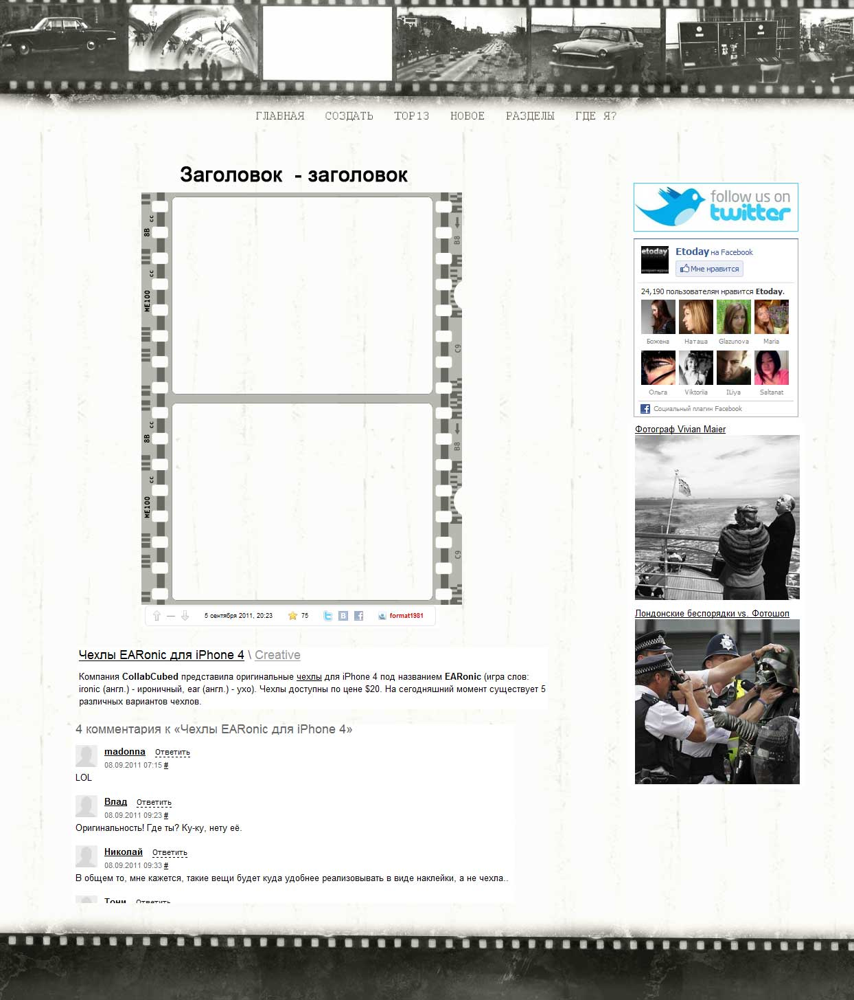 ГЛАВНАЯ СОЗДАТЬ TOP13 НОВОЕ РАЗДЕЛЫ ГДЕ Я?
Заголовок - заголовок
8B cc
ME100 cc
B8
C9
8B cc
ME100 cc
B8
C9
5 сентября 2011, 20:23 75 format1981
Чехлы EARonic для iPhone 4 \ Creative
Компания CollabCubed представила оригинальные чехлы для iPhone 4 под названием EARonic (игра слов:
ironic (англ.) - ироничный, ear (англ.) - ухо). Чехлы доступны по цене $20. На сегодняшний момент существует 5
различных вариантов чехлов.
4 комментария к «Чехлы EARonic для iPhone 4»
madonna Ответить
08.09.2011 07:15 #
LOL
Влад Ответить
08.09.2011 09:23 #
Оригинальность! Где ты? Ку-ку, нету её.
Николай Ответить
08.09.2011 09:33 #
В общем то, мне кажется, такие вещи будет куда удобнее реализовывать в виде наклейки, а не чехла..
Тони Ответить
follow us on
twitter
etoday
Etoday на Facebook
Мне нравится
24,190 пользователям нравится Etoday.
Божена Наташа Glazunova Maria
Ольга Viktoriia ILiya Saltanat
Социальный плагин Facebook
Фотограф Vivian Maier
Лондонские беспорядки vs. Фотошоп